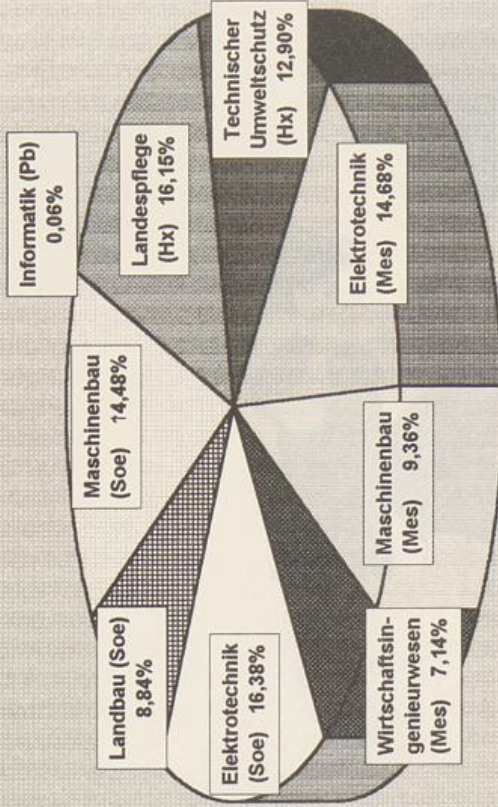 Informatik (Pb)
0,06%
Landespflege
(Hx) 16,15%
Technischer
Umweltschutz
(Hx) 12,90%
Elektrotechnik
(Mes) 14,68%
Maschinenbau
(Mes) 9,36%
Wirtschaftsin-
genieurwesen
(Mes) 7,14%
Elektrotechnik
(Soe) 16,38%
Landbau (Soe)
8,84%
Maschinenbau
(Soe) ↑4,48%